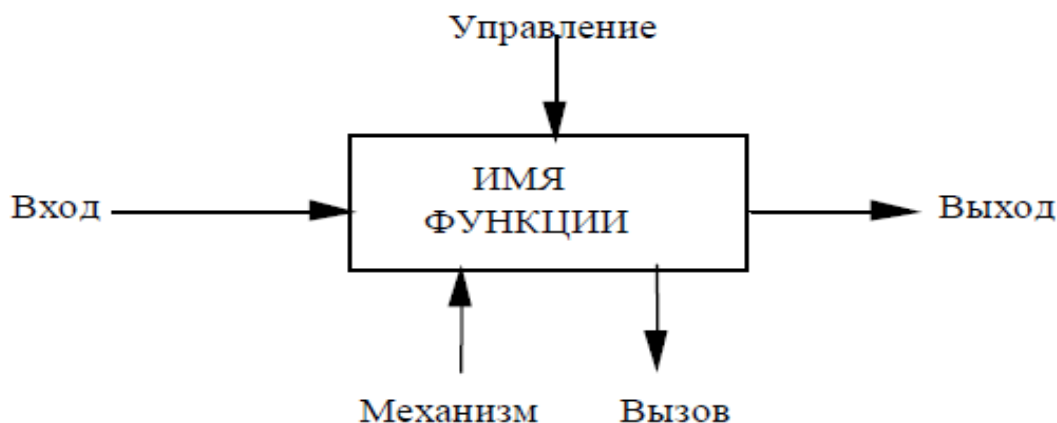 Управление
ИМЯ
ФУНКЦИИ
Вход
Выход
Механизм
Вызов